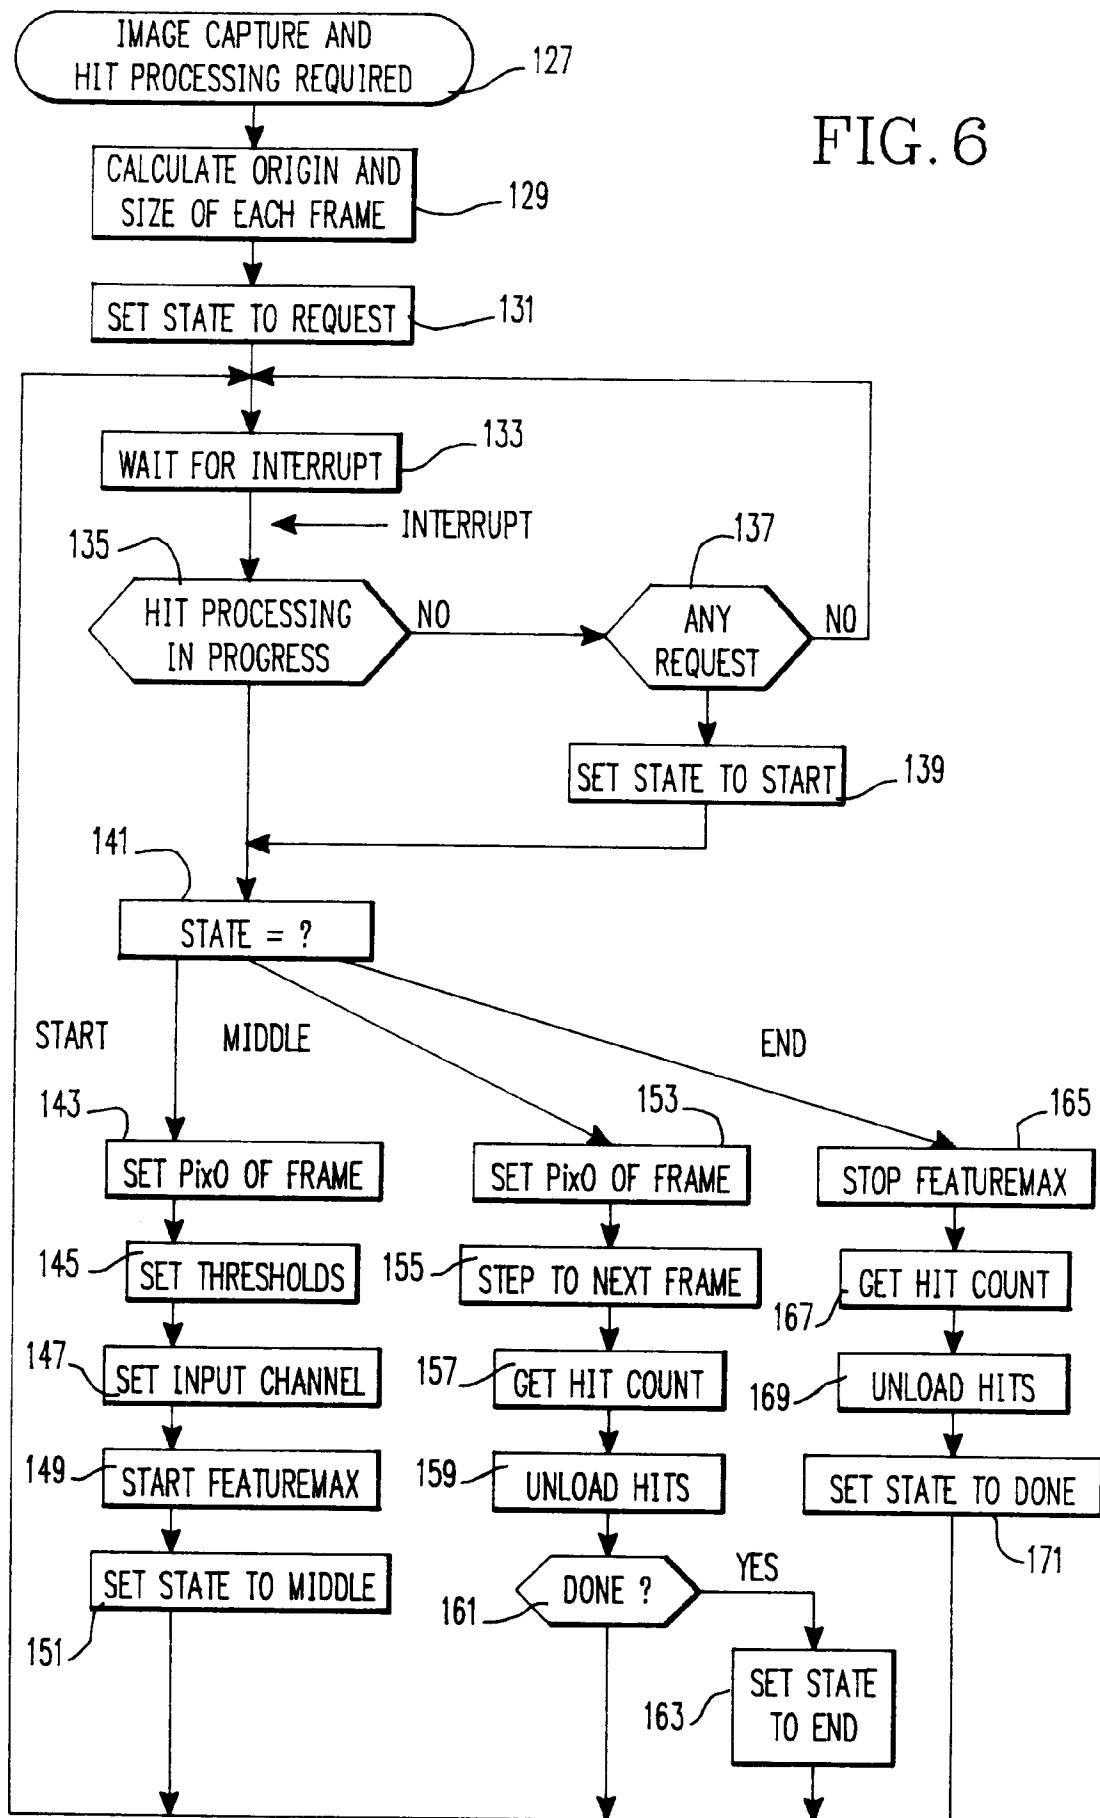 IMAGE CAPTURE AND
HIT PROCESSING REQUIRED
127
FIG. 6
CALCULATE ORIGIN AND
SIZE OF EACH FRAME
129
SET STATE TO REQUEST
131
WAIT FOR INTERRUPT
133
INTERRUPT
135
HIT PROCESSING
IN PROGRESS
NO
137
ANY
REQUEST
NO
SET STATE TO START
139
141
STATE = ?
START
MIDDLE
END
143
SET Pix0 OF FRAME
145
SET THRESHOLDS
147
SET INPUT CHANNEL
149
START FEATUREMAX
SET STATE TO MIDDLE
151
153
SET Pix0 OF FRAME
155
STEP TO NEXT FRAME
157
GET HIT COUNT
159
UNLOAD HITS
161
DONE ?
YES
163
SET STATE
TO END
165
STOP FEATUREMAX
167
GET HIT COUNT
169
UNLOAD HITS
SET STATE TO DONE
171